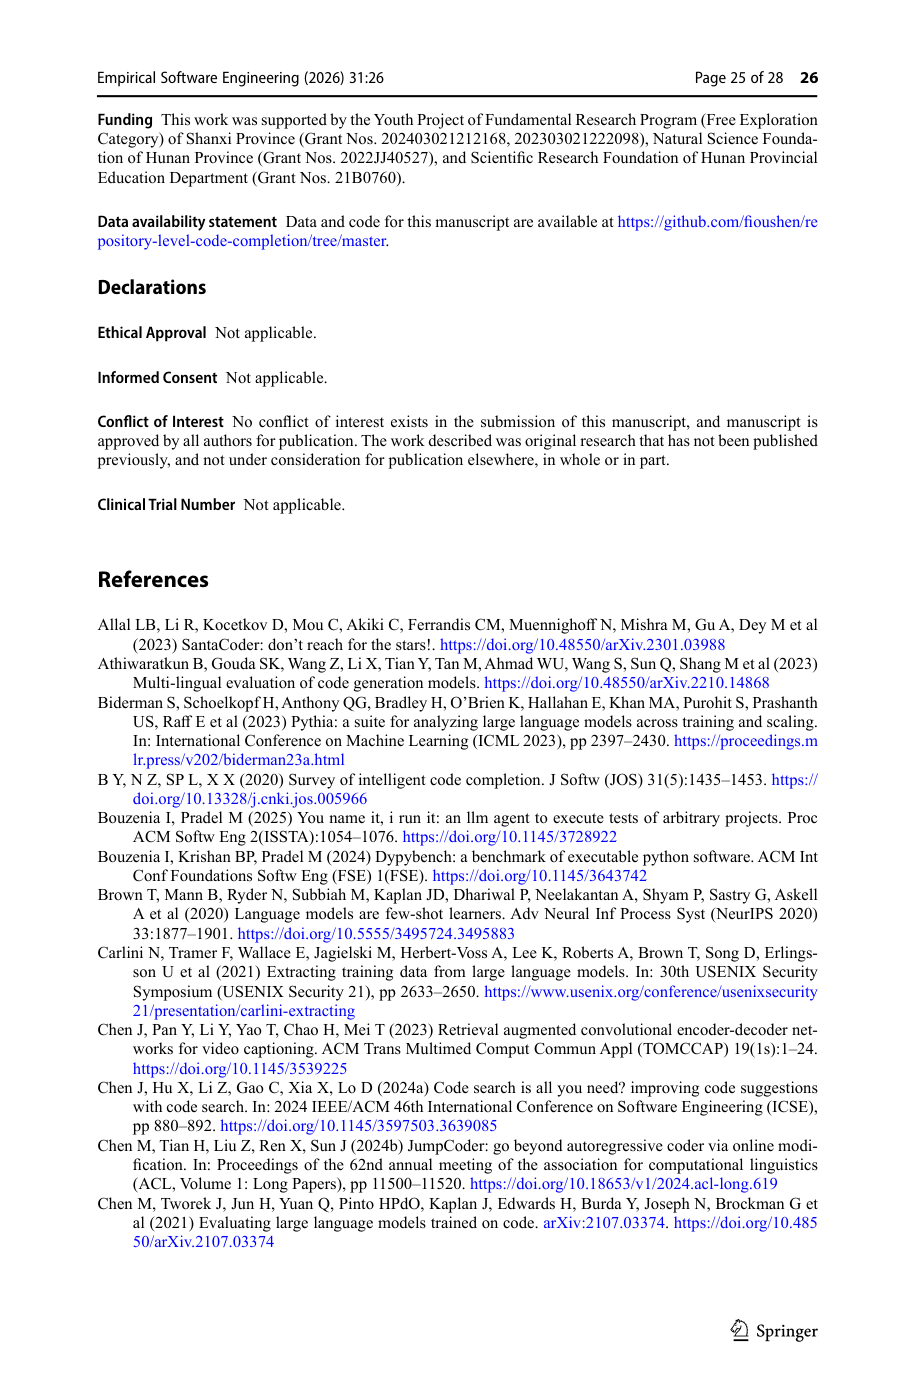 Empirical Software Engineering (2026) 31:26 Page 25 of 28 26
Funding This work was supported by the Youth Project of Fundamental Research Program (Free Exploration
Category) of Shanxi Province (Grant Nos. 202403021212168, 202303021222098), Natural Science Founda-
tion of Hunan Province (Grant Nos. 2022JJ40527), and Scientific Research Foundation of Hunan Provincial
Education Department (Grant Nos. 21B0760).
Data availability statement Data and code for this manuscript are available at https://github.com/fioushen/re
pository-level-code-completion/tree/master.
Declarations
Ethical Approval Not applicable.
Informed Consent Not applicable.
Conflict of Interest No conflict of interest exists in the submission of this manuscript, and manuscript is
approved by all authors for publication. The work described was original research that has not been published
previously, and not under consideration for publication elsewhere, in whole or in part.
Clinical Trial Number Not applicable.
References
Allal LB, Li R, Kocetkov D, Mou C, Akiki C, Ferrandis CM, Muennighoff N, Mishra M, Gu A, Dey M et al
(2023) SantaCoder: don’t reach for the stars!. https://doi.org/10.48550/arXiv.2301.03988
Athiwaratkun B, Gouda SK, Wang Z, Li X, Tian Y, Tan M, Ahmad WU, Wang S, Sun Q, Shang M et al (2023)
Multi-lingual evaluation of code generation models. https://doi.org/10.48550/arXiv.2210.14868
Biderman S, Schoelkopf H, Anthony QG, Bradley H, O’Brien K, Hallahan E, Khan MA, Purohit S, Prashanth
US, Raff E et al (2023) Pythia: a suite for analyzing large language models across training and scaling.
In: International Conference on Machine Learning (ICML 2023), pp 2397–2430. https://proceedings.m
lr.press/v202/biderman23a.html
B Y, N Z, SP L, X X (2020) Survey of intelligent code completion. J Softw (JOS) 31(5):1435–1453. https://
doi.org/10.13328/j.cnki.jos.005966
Bouzenia I, Pradel M (2025) You name it, i run it: an llm agent to execute tests of arbitrary projects. Proc
ACM Softw Eng 2(ISSTA):1054–1076. https://doi.org/10.1145/3728922
Bouzenia I, Krishan BP, Pradel M (2024) Dypybench: a benchmark of executable python software. ACM Int
Conf Foundations Softw Eng (FSE) 1(FSE). https://doi.org/10.1145/3643742
Brown T, Mann B, Ryder N, Subbiah M, Kaplan JD, Dhariwal P, Neelakantan A, Shyam P, Sastry G, Askell
A et al (2020) Language models are few-shot learners. Adv Neural Inf Process Syst (NeurIPS 2020)
33:1877–1901. https://doi.org/10.5555/3495724.3495883
Carlini N, Tramer F, Wallace E, Jagielski M, Herbert-Voss A, Lee K, Roberts A, Brown T, Song D, Erlings-
son U et al (2021) Extracting training data from large language models. In: 30th USENIX Security
Symposium (USENIX Security 21), pp 2633–2650. https://www.usenix.org/conference/usenixsecurity
21/presentation/carlini-extracting
Chen J, Pan Y, Li Y, Yao T, Chao H, Mei T (2023) Retrieval augmented convolutional encoder-decoder net-
works for video captioning. ACM Trans Multimed Comput Commun Appl (TOMCCAP) 19(1s):1–24.
https://doi.org/10.1145/3539225
Chen J, Hu X, Li Z, Gao C, Xia X, Lo D (2024a) Code search is all you need? improving code suggestions
with code search. In: 2024 IEEE/ACM 46th International Conference on Software Engineering (ICSE),
pp 880–892. https://doi.org/10.1145/3597503.3639085
Chen M, Tian H, Liu Z, Ren X, Sun J (2024b) JumpCoder: go beyond autoregressive coder via online modi-
fication. In: Proceedings of the 62nd annual meeting of the association for computational linguistics
(ACL, Volume 1: Long Papers), pp 11500–11520. https://doi.org/10.18653/v1/2024.acl-long.619
Chen M, Tworek J, Jun H, Yuan Q, Pinto HPdO, Kaplan J, Edwards H, Burda Y, Joseph N, Brockman G et
al (2021) Evaluating large language models trained on code. arXiv:2107.03374. https://doi.org/10.485
50/arXiv.2107.03374
Springer